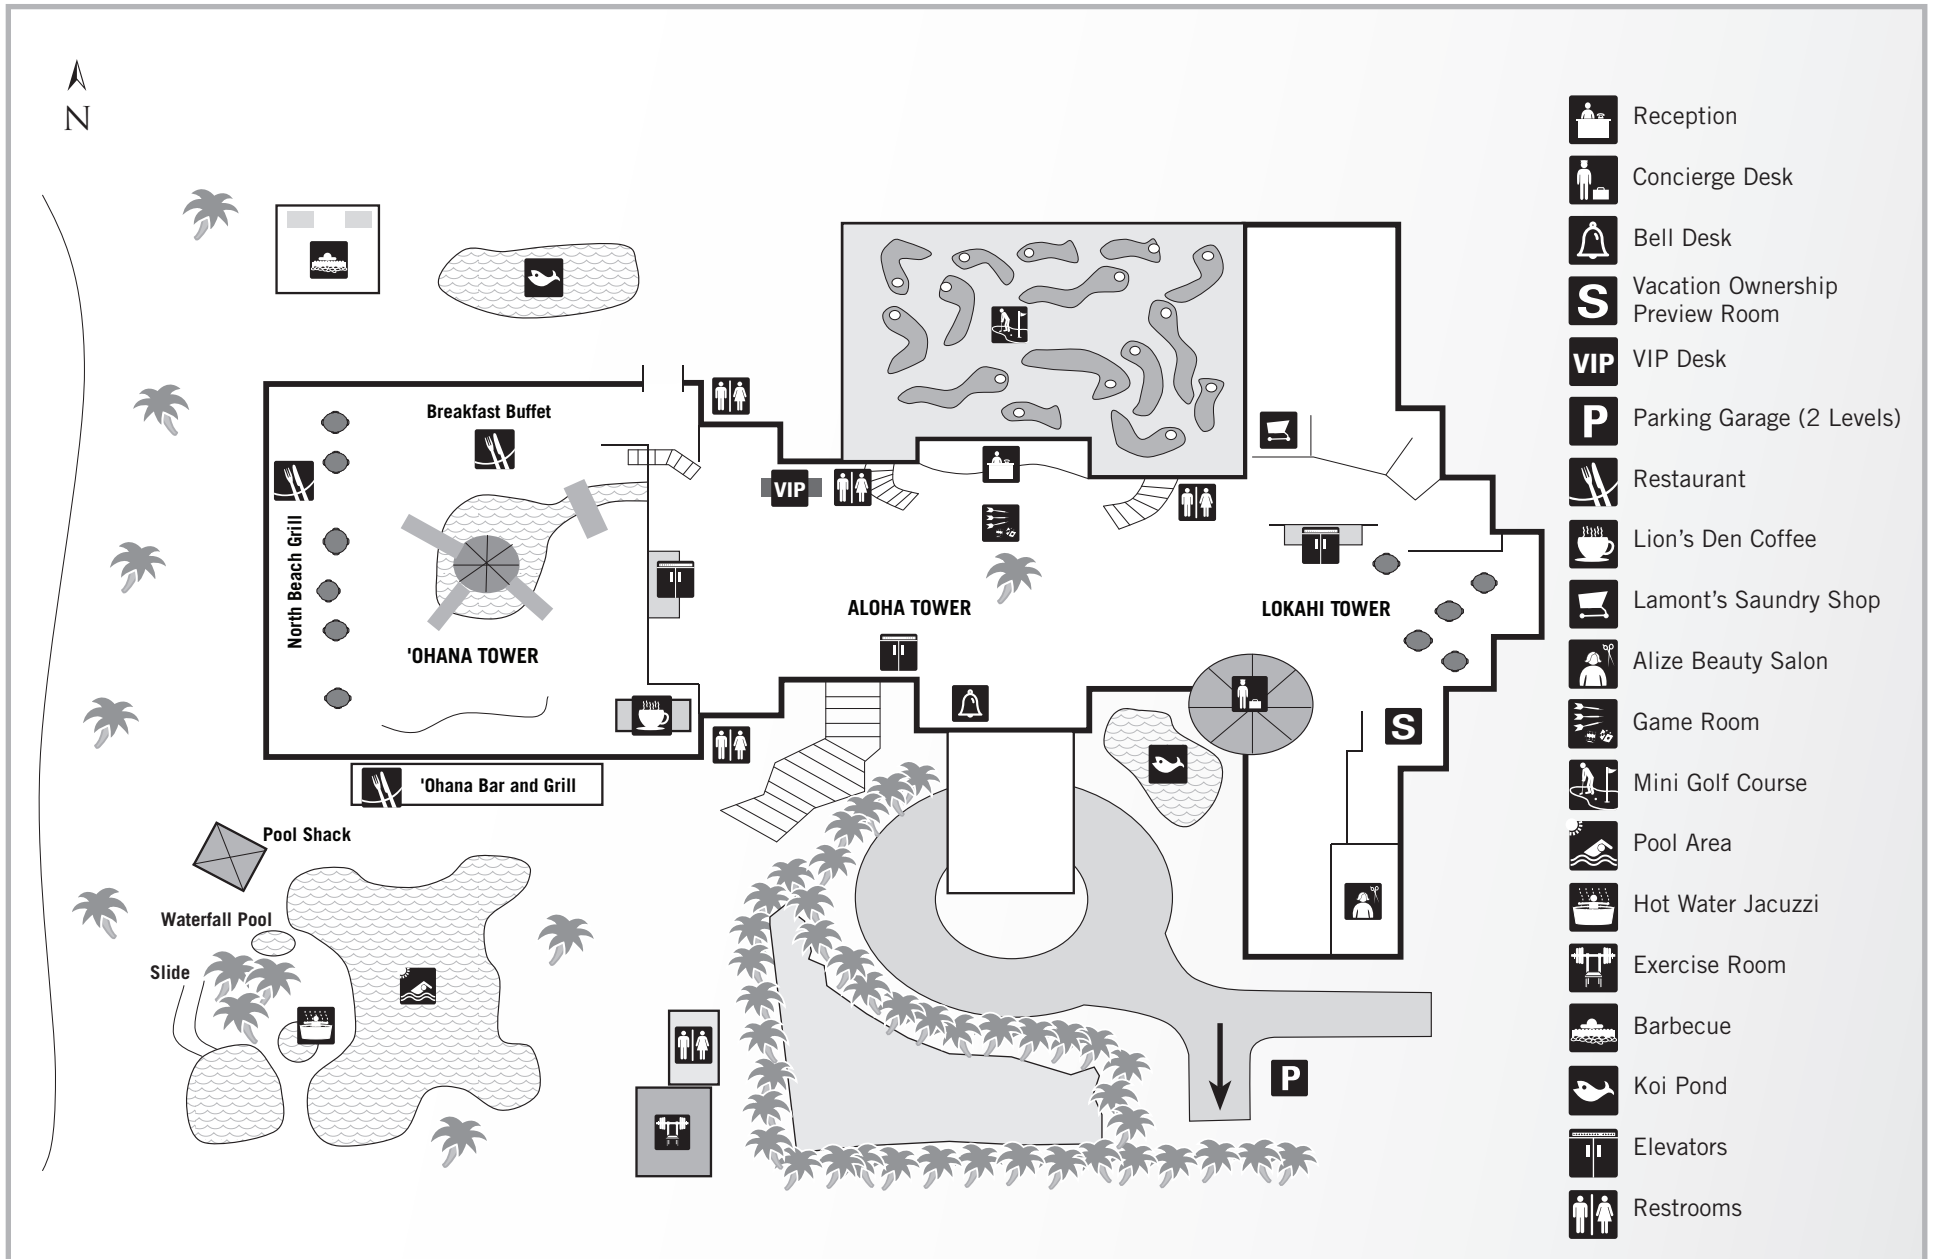 N
Breakfast Buffet
North Beach Grill
'OHANA TOWER
'Ohana Bar and Grill
Pool Shack
Waterfall Pool
Slide
VIP
ALOHA TOWER
LOKAHI TOWER
S
P
Reception
Concierge Desk
Bell Desk
S
Vacation Ownership
Preview Room
VIP
VIP Desk
P
Parking Garage (2 Levels)
Restaurant
Lion's Den Coffee
Lamont's Saundry Shop
Alize Beauty Salon
Game Room
Mini Golf Course
Pool Area
Hot Water Jacuzzi
Exercise Room
Barbecue
Koi Pond
Elevators
Restrooms